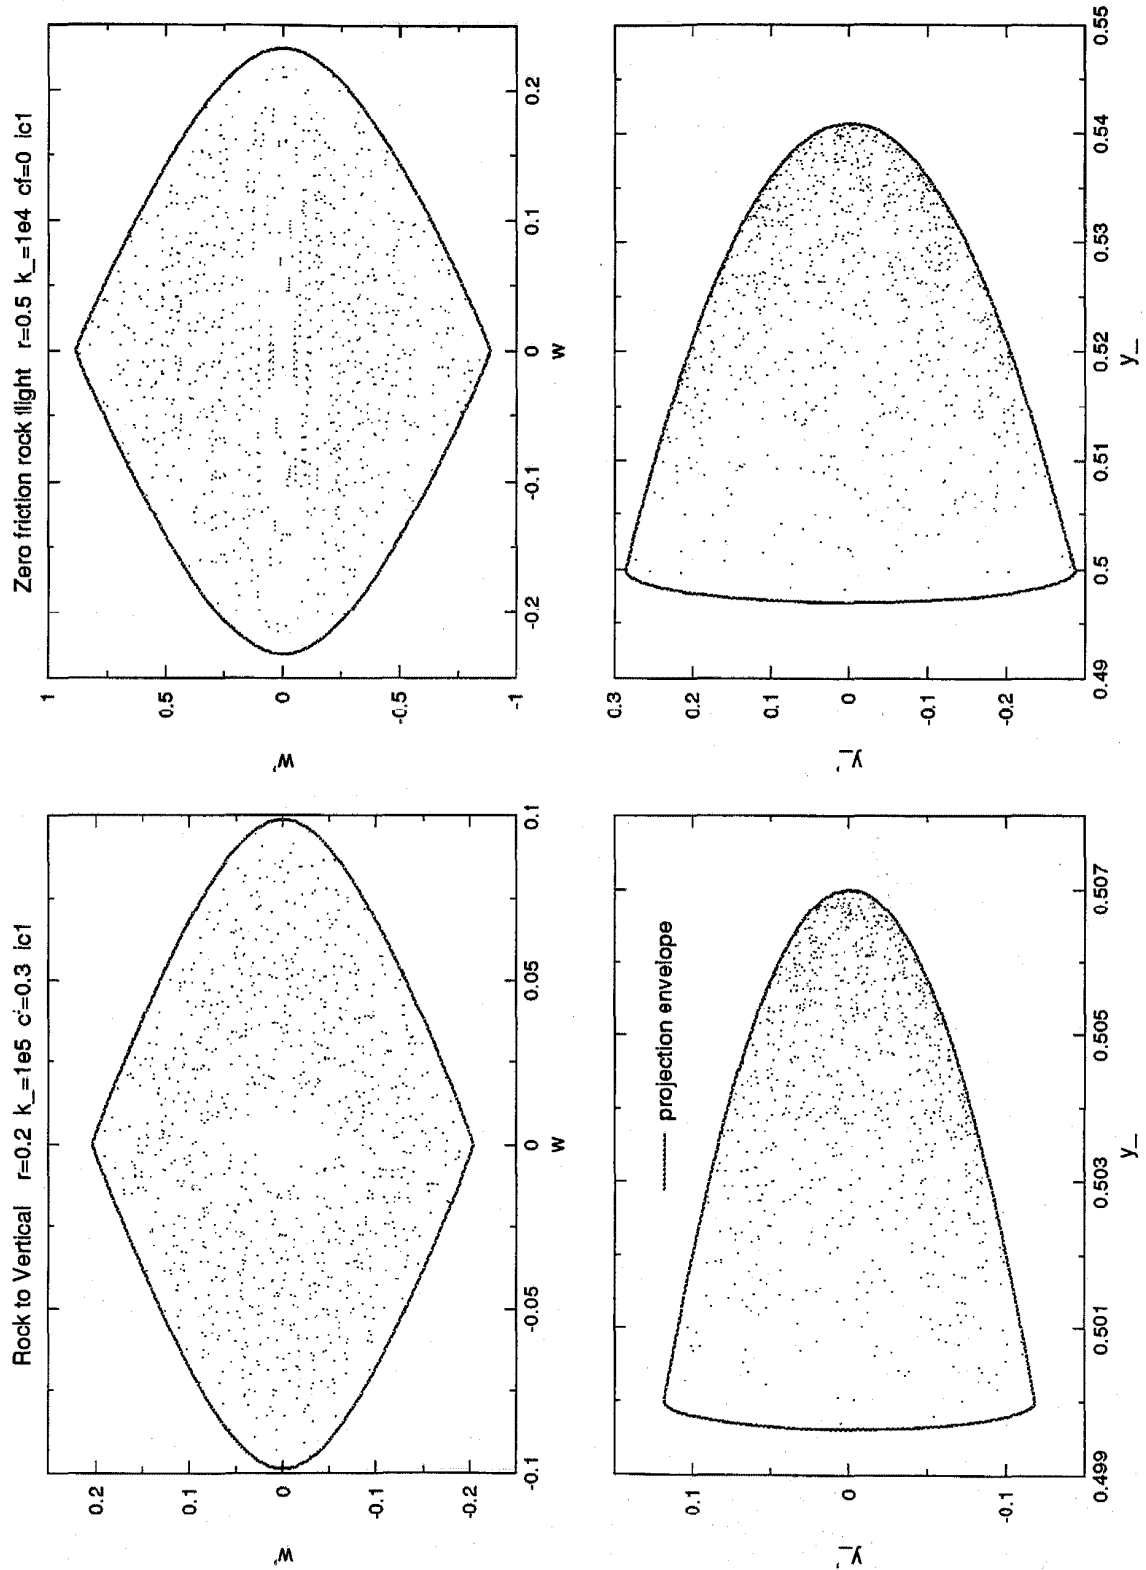 Rock to Vertical r=0.2 k_=1e5 cf=0.3 ic1
w'
0.2
0.1
0
-0.1
-0.2
-0.1 -0.05 0 0.05 0.1
w
Zero friction rock flight r=0.5 k_=1e4 cf=0 ic1
w'
1
0.5
0
-0.5
-1
-0.2 -0.1 0 0.1 0.2
w
y_'
0.1
0
-0.1
projection envelope
0.499 0.501 0.503 0.505 0.507
y_
y_'
0.3
0.2
0.1
0
-0.1
-0.2
0.49 0.5 0.51 0.52 0.53 0.54 0.55
y_